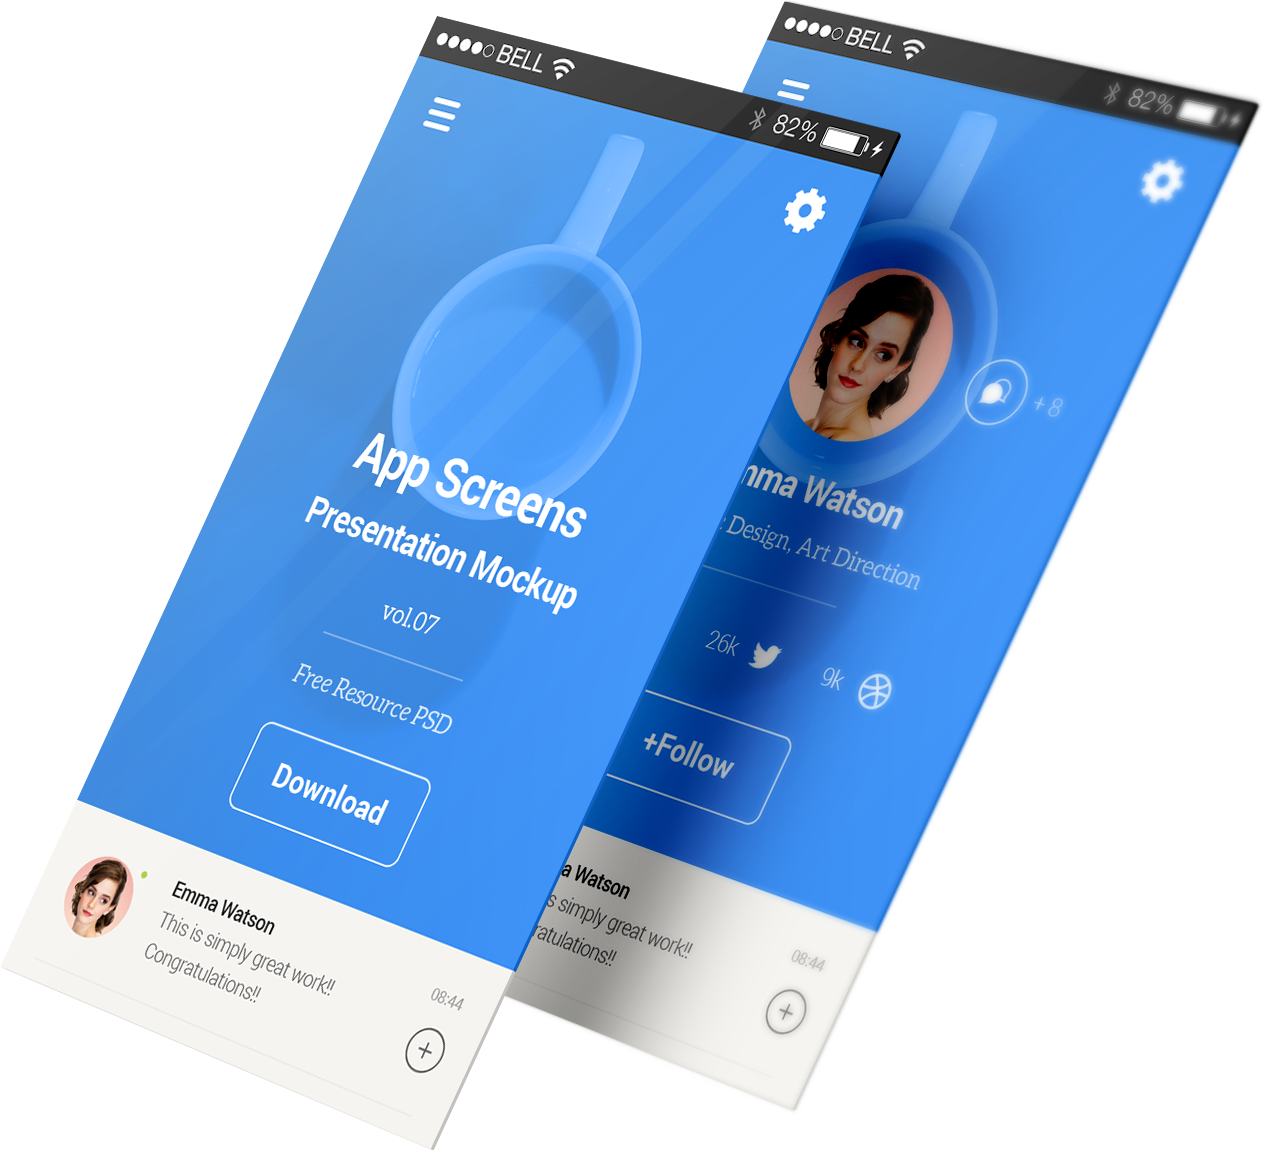 BELL
82%
App Screens
Presentation Mockup
vol.07
Free Resource PSD
Download
Emma Watson
This is simply great work!!
Congratulations!!
08:44
BELL
82%
+8
mma Watson
Design, Art Direction
26k
9k
+Follow
a Watson
s simply great work!!
ratulations!!
08:44